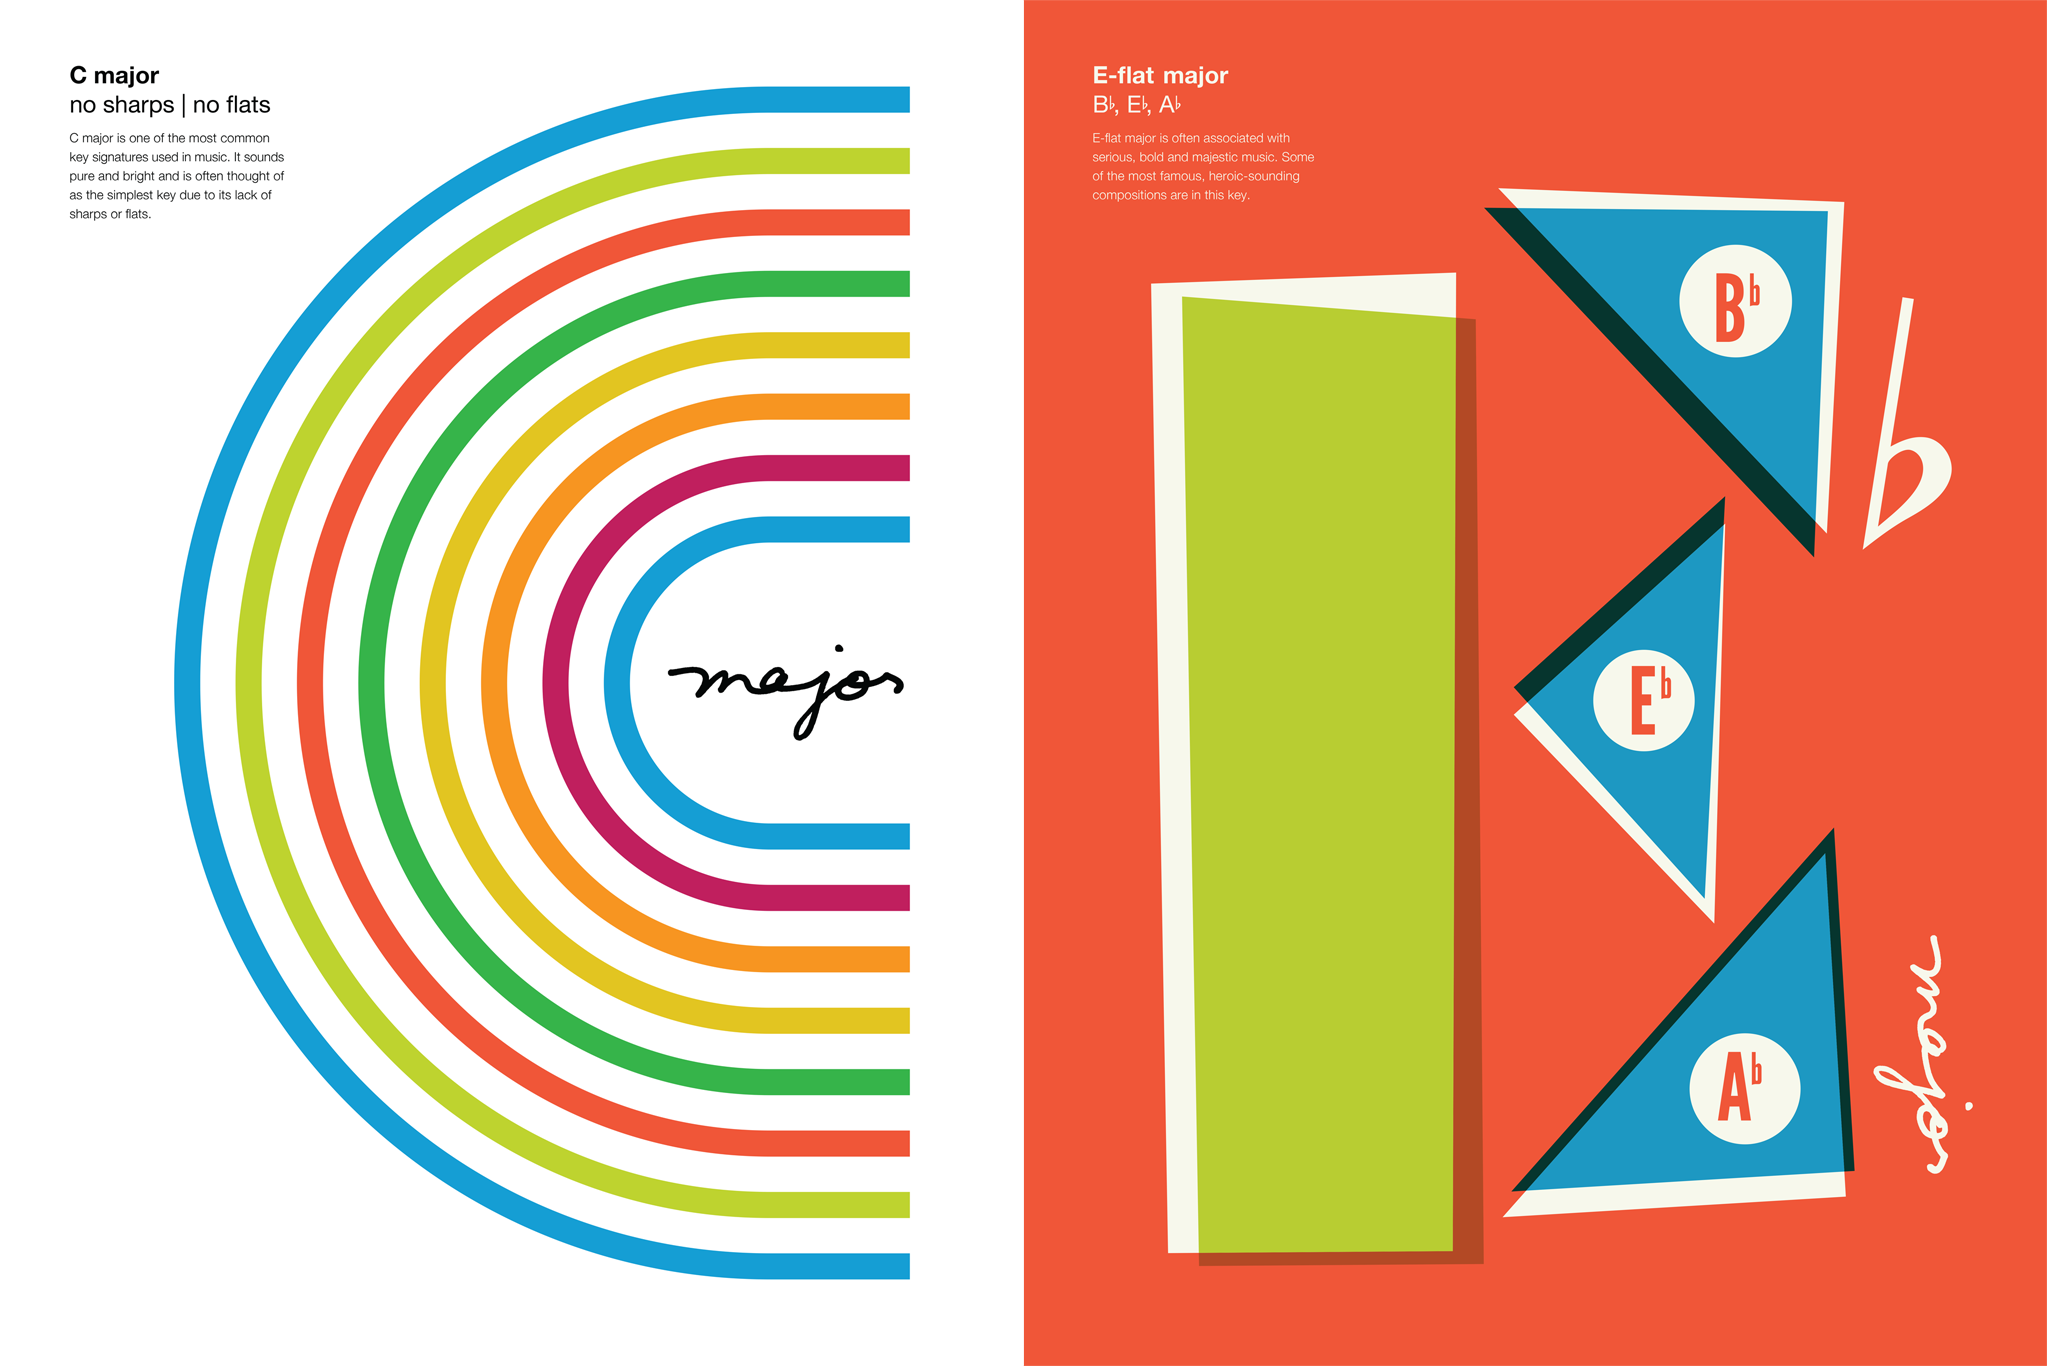 C major
no sharps | no flats
C major is one of the most common
key signatures used in music. It sounds
pure and bright and is often thought of
as the simplest key due to its lack of
sharps or flats.
major
E-flat major
B♭, E♭, A♭
E-flat major is often associated with
serious, bold and majestic music. Some
of the most famous, heroic-sounding
compositions are in this key.
B♭
♭
E♭
A♭
major